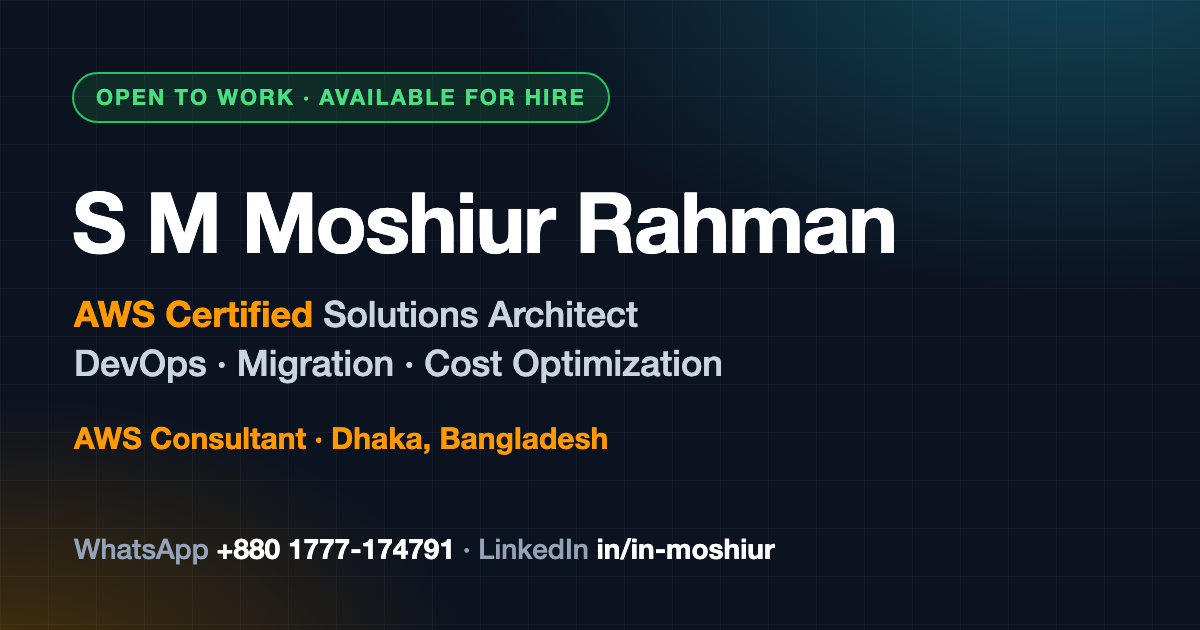 OPEN TO WORK · AVAILABLE FOR HIRE
S M Moshiur Rahman
AWS Certified Solutions Architect
DevOps · Migration · Cost Optimization
AWS Consultant · Dhaka, Bangladesh
WhatsApp +880 1777-174791 · LinkedIn in/in-moshiur